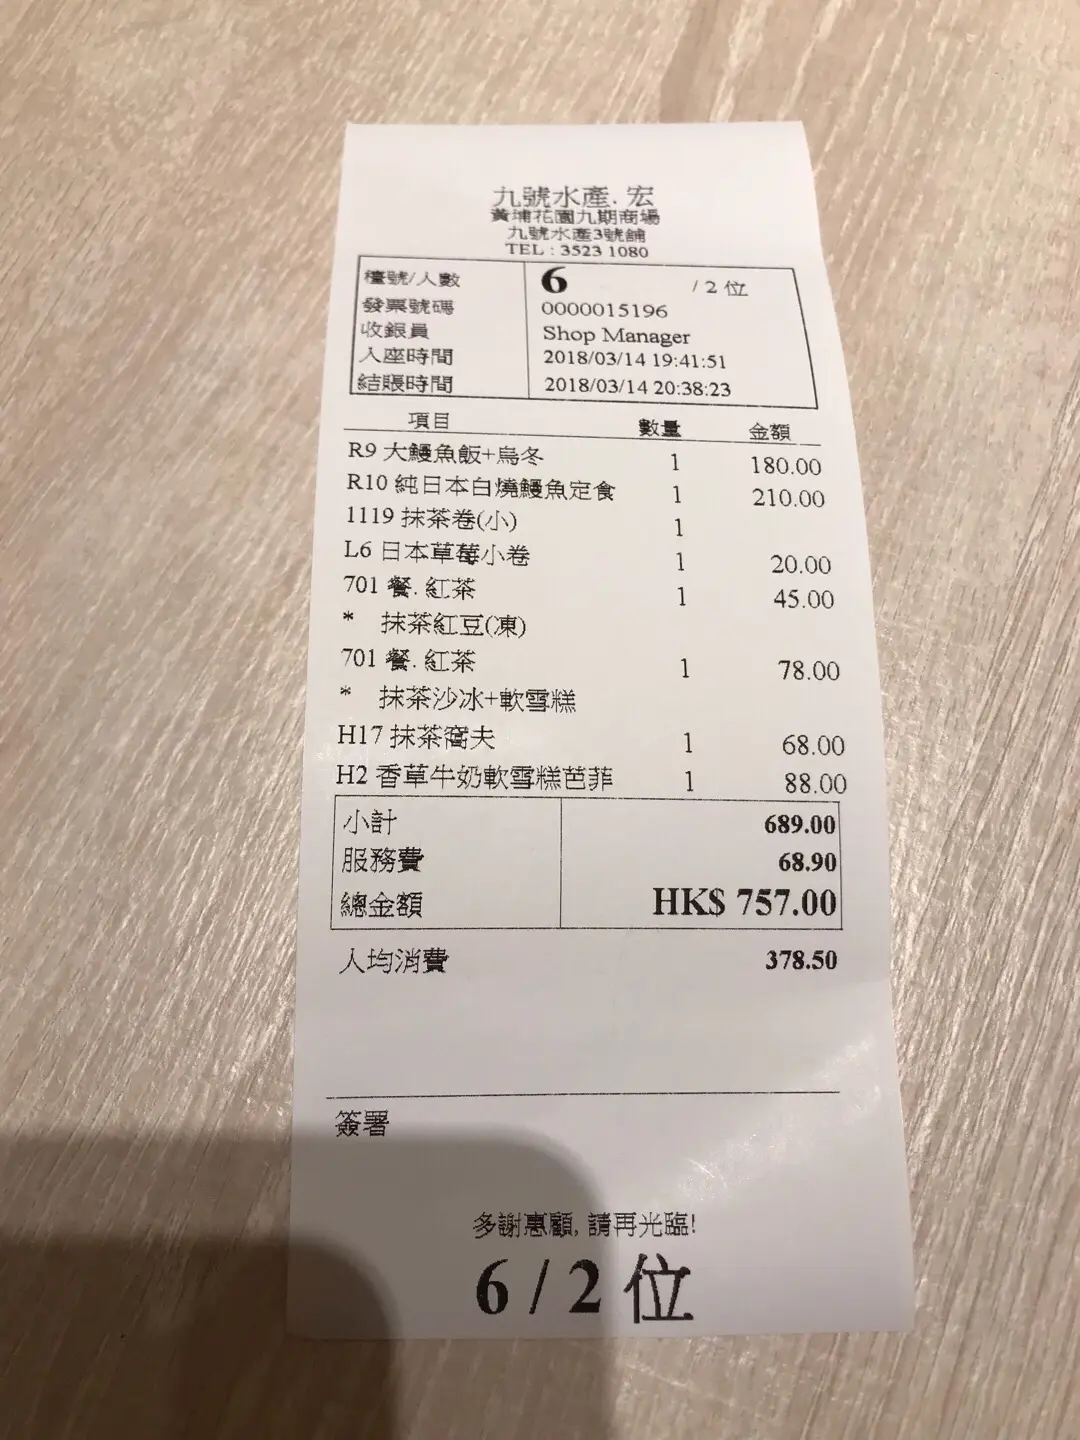 九號水產.宏
黃埔花園九期商場
九號水產3號舖
TEL : 3523 1080
檯號/人數 6 / 2 位
發票號碼 0000015196
收銀員 Shop Manager
入座時間 2018/03/14 19:41:51
結賬時間 2018/03/14 20:38:23
項目 數量 金額
R9 大鰻魚飯+烏冬 1 180.00
R10 純日本白燒鰻魚定食 1 210.00
1119 抹茶卷(小) 1
L6 日本草莓小卷 1 20.00
701 餐. 紅茶 1 45.00
* 抹茶紅豆(凍)
701 餐. 紅茶 1 78.00
* 抹茶沙冰+軟雪糕
H17 抹茶窩夫 1 68.00
H2 香草牛奶軟雪糕芭菲 1 88.00
小計 689.00
服務費 68.90
總金額 HK$ 757.00
人均消費 378.50
簽署
多謝惠顧, 請再光臨!
6 / 2 位